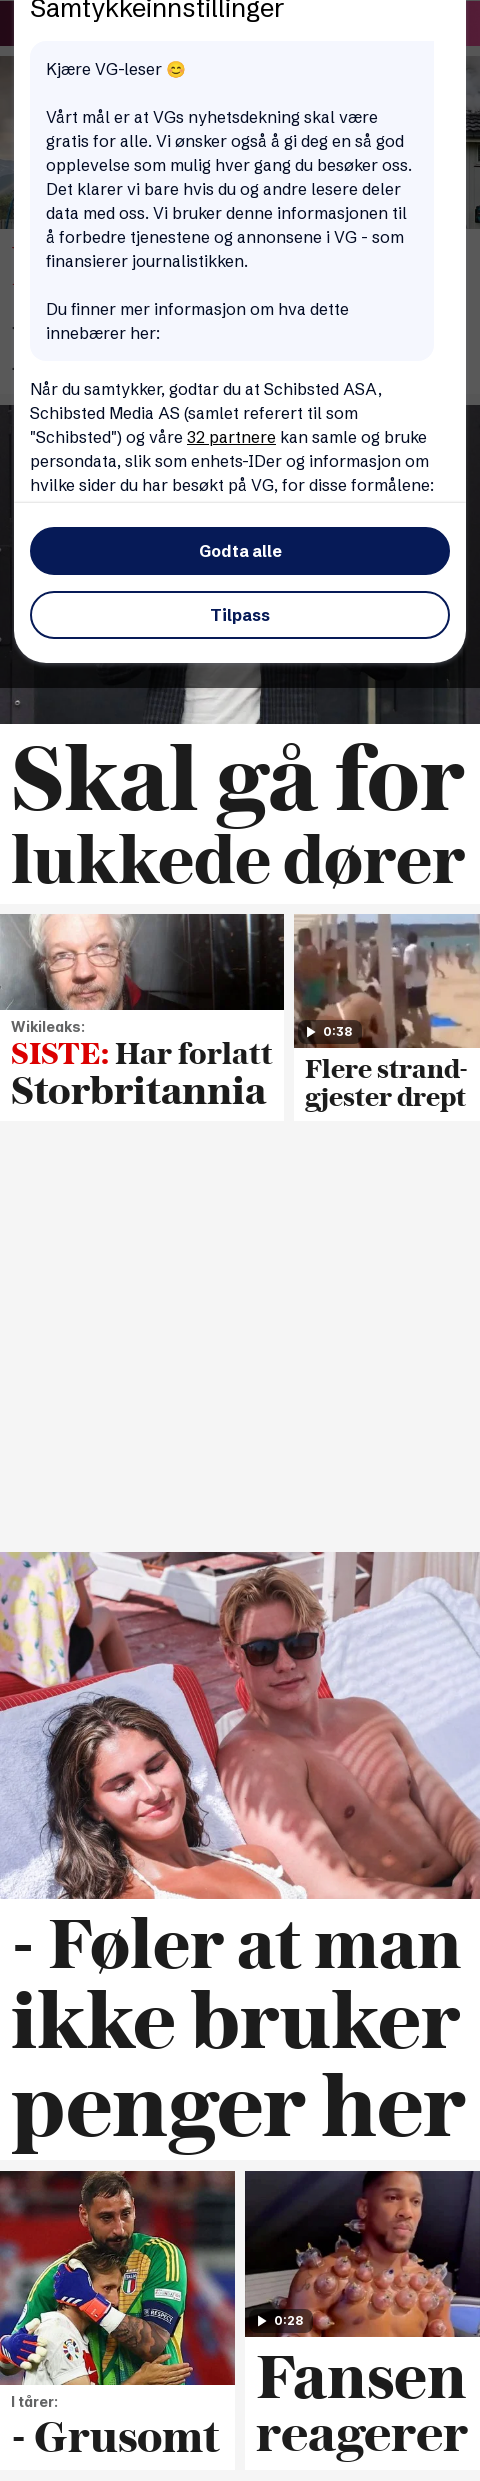 Samtykkeinnstillinger
Kjære VG-leser 😊
Vårt mål er at VGs nyhetsdekning skal være
gratis for alle. Vi ønsker også å gi deg en så god
opplevelse som mulig hver gang du besøker oss.
Det klarer vi bare hvis du og andre lesere deler
data med oss. Vi bruker denne informasjonen til
å forbedre tjenestene og annonsene i VG - som
finansierer journalistikken.
Du finner mer informasjon om hva dette
innebærer her:
Når du samtykker, godtar du at Schibsted ASA,
Schibsted Media AS (samlet referert til som
"Schibsted") og våre 32 partnere kan samle og bruke
persondata, slik som enhets-IDer og informasjon om
hvilke sider du har besøkt på VG, for disse formålene:
Godta alle
Tilpass
Skal gå for
lukkede dører
Wikileaks:
SISTE: Har forlatt
Storbritannia
0:38
Flere strand-
gjester drept
- Føler at man
ikke bruker
penger her
RESPECT
I tårer:
- Grusomt
0:28
Fansen
reagerer